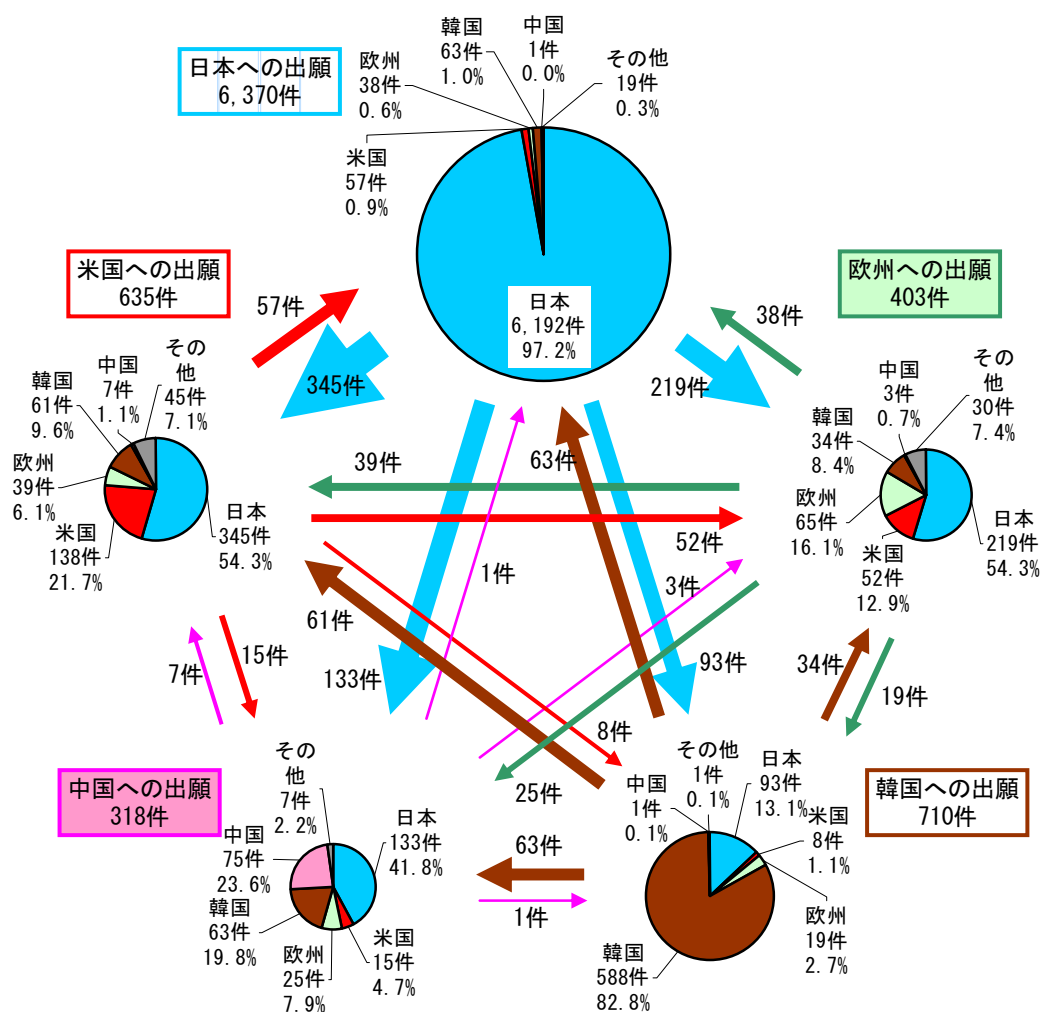 日本への出願
6,370件
韓国
63件
1.0%
中国
1件
0.0%
欧州
38件
0.6%
その他
19件
0.3%
米国
57件
0.9%
日本
6,192件
97.2%
米国への出願
635件
欧州への出願
403件
57件
38件
345件
219件
その
他
45件
7.1%
中国
7件
1.1%
韓国
61件
9.6%
欧州
39件
6.1%
米国
138件
21.7%
日本
345件
54.3%
中国
3件
0.7%
その他
30件
7.4%
韓国
34件
8.4%
欧州
65件
16.1%
米国
52件
12.9%
日本
219件
54.3%
39件
63件
52件
1件
3件
61件
133件
93件
7件
15件
34件
19件
8件
25件
63件
1件
中国への出願
318件
その
他
7件
2.2%
日本
133件
41.8%
中国
75件
23.6%
韓国
63件
19.8%
欧州
25件
7.9%
米国
15件
4.7%
韓国への出願
710件
その他
1件
0.1%
中国
1件
0.1%
日本
93件
13.1%
米国
8件
1.1%
欧州
19件
2.7%
韓国
588件
82.8%